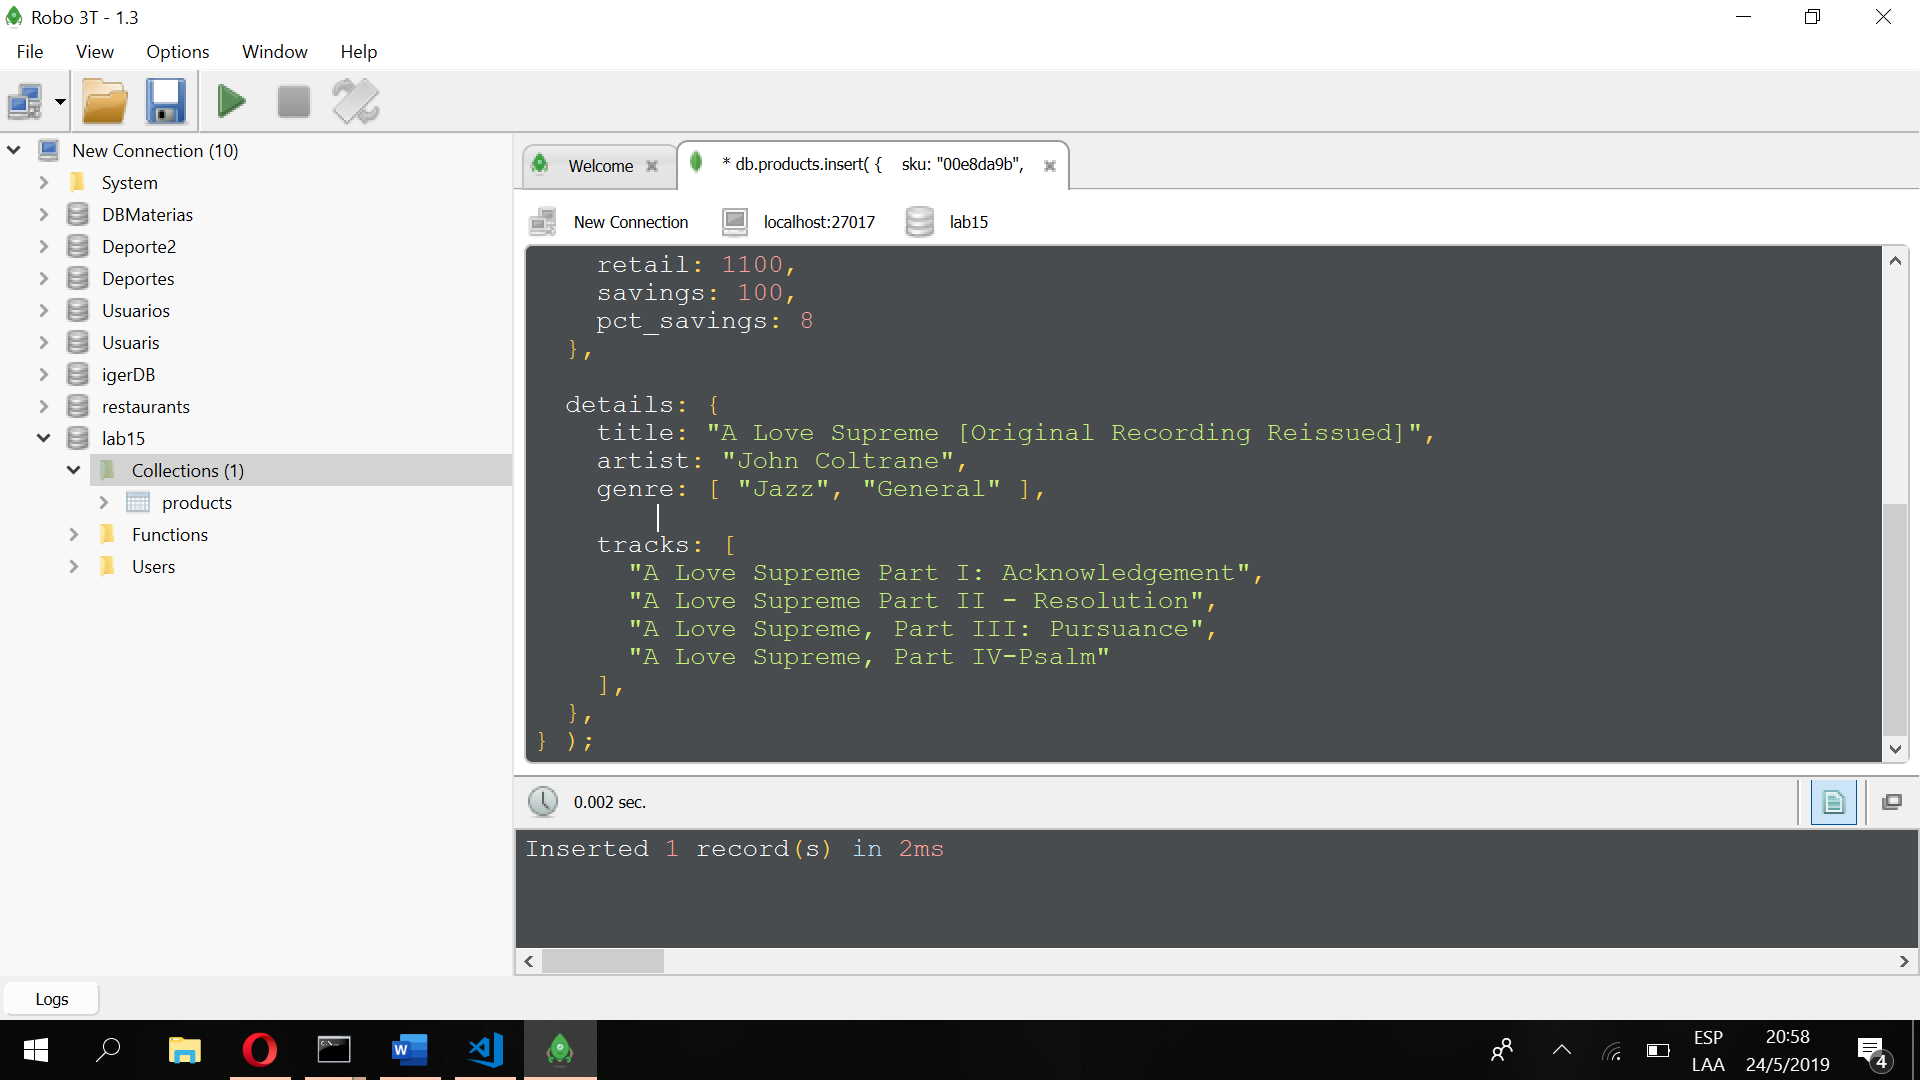 Robo 3T - 1.3
File View Options Window Help
New Connection (10)
System
DBMaterias
Deporte2
Deportes
Usuarios
Usuaris
igerDB
restaurants
lab15
Collections (1)
products
Functions
Users
Welcome
* db.products.insert( { sku: "00e8da9b",
New Connection localhost:27017 lab15
retail: 1100,
savings: 100,
pct_savings: 8
},
details: {
title: "A Love Supreme [Original Recording Reissued]",
artist: "John Coltrane",
genre: [ "Jazz", "General" ],
tracks: [
"A Love Supreme Part I: Acknowledgement",
"A Love Supreme Part II - Resolution",
"A Love Supreme, Part III: Pursuance",
"A Love Supreme, Part IV-Psalm"
],
},
} );
0.002 sec.
Inserted 1 record(s) in 2ms
Logs
ESP
LAA
20:58
24/5/2019
4